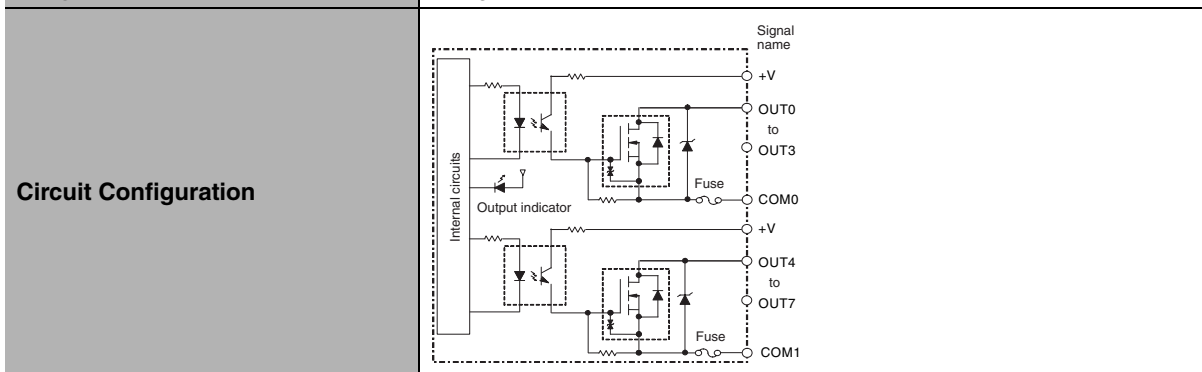 Circuit Configuration
Signal
name
+V
OUT0
to
OUT3
Internal circuits
Fuse
Output indicator
COM0
+V
OUT4
to
OUT7
Fuse
COM1